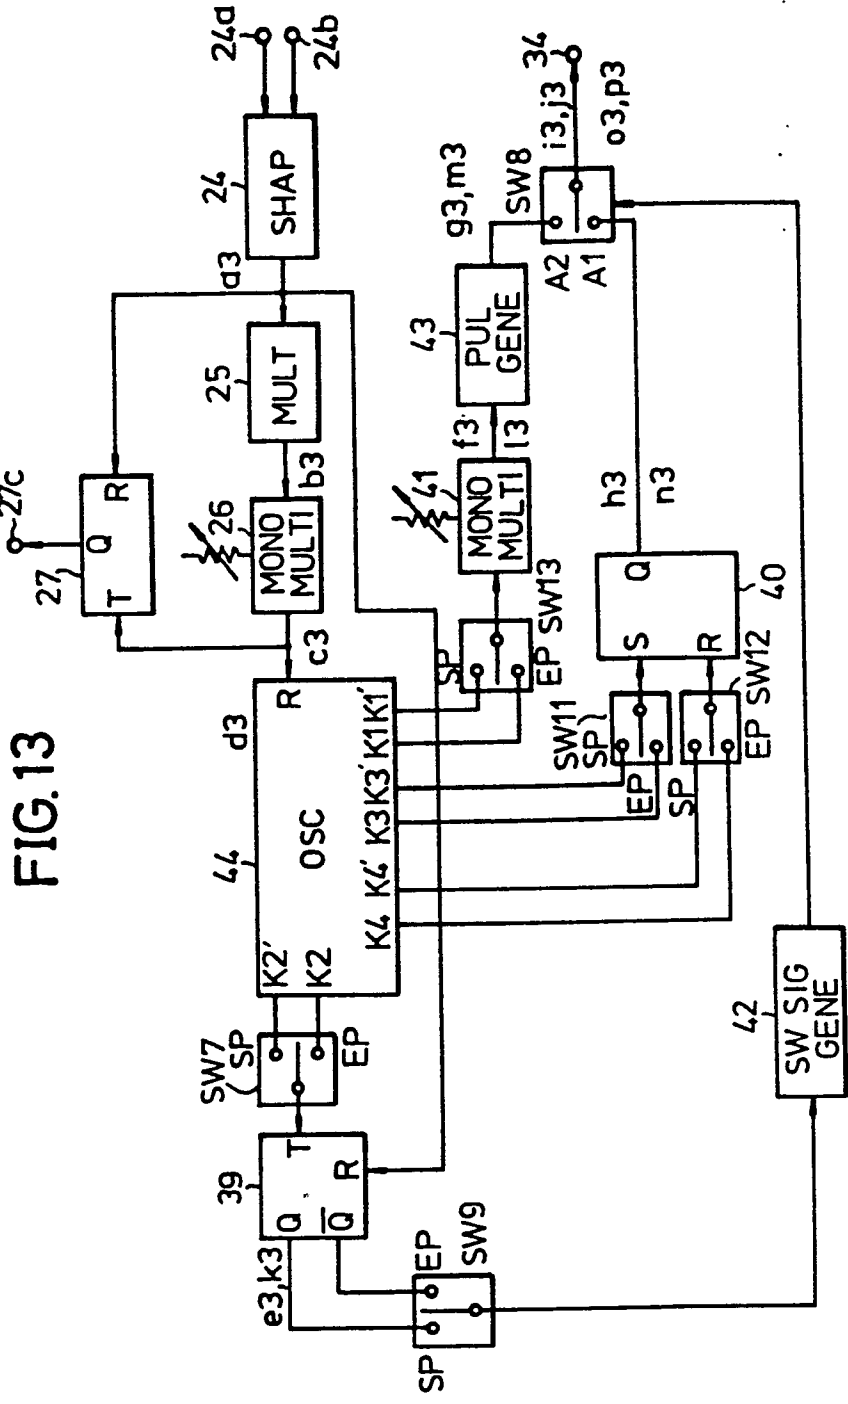 FIG. 13
24a
24b
24
SHAP
a3
25
MULT
b3
26
MONO
MULTI
c3
27c
27
T
Q
R
44
d3
R
OSC
K2'
K2
K4
K4'
K3
K3'
K1
K1'
SW7
SP
EP
39
T
R
Q
Q̅
e3,k3
SP
EP
SW9
SP
EP
SW13
41
MONO
MULTI
f3
l3
43
PUL
GENE
g3,m3
SW8
A2
A1
i3,j3
o3,p3
34
SW11
SP
EP
SP
EP
SW12
S
R
Q
40
h3
n3
42
SW SIG
GENE